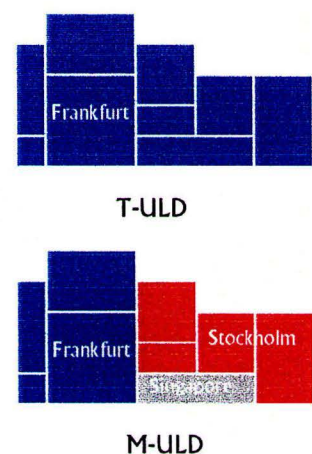 Frankfurt
T-ULD
Stockholm
Frankfurt
Singapore
M-ULD